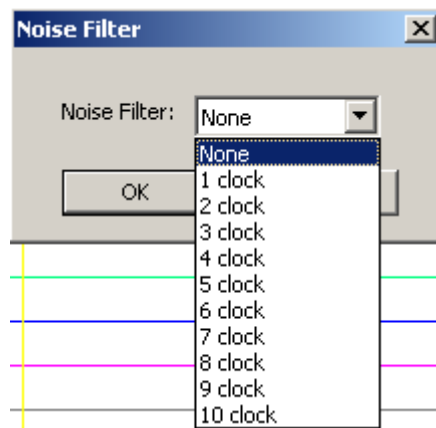 Noise Filter
Noise Filter: None
None
1 clock
OK
2 clock
3 clock
4 clock
5 clock
6 clock
7 clock
8 clock
9 clock
10 clock